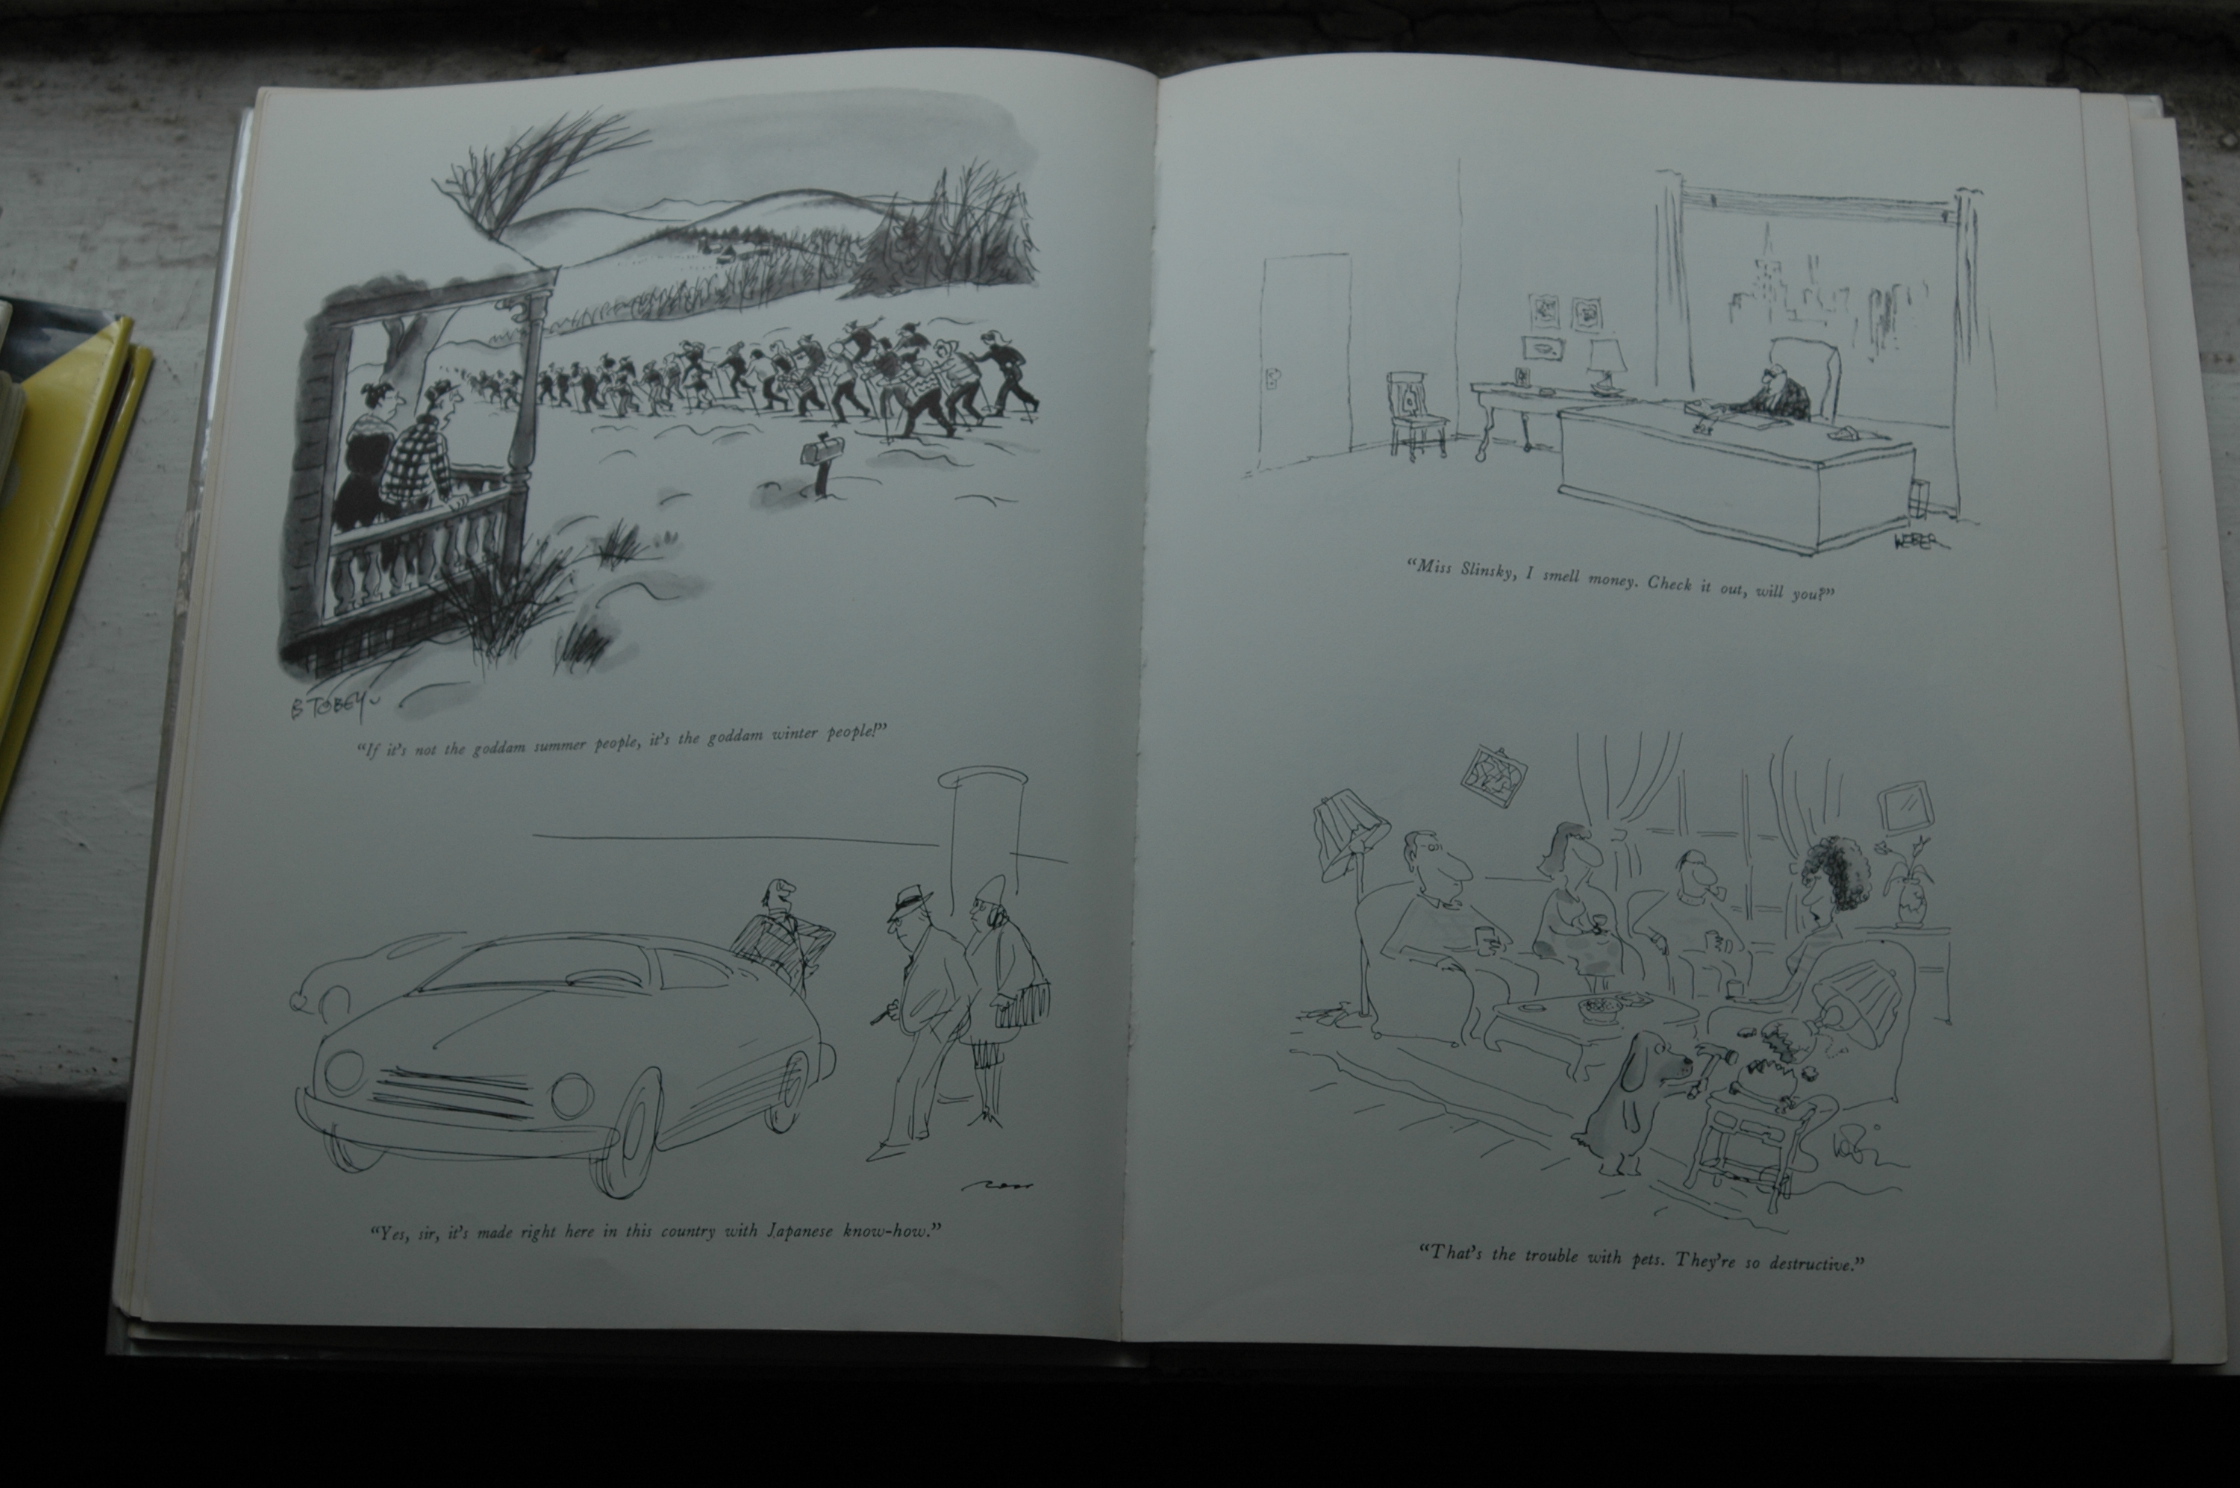 B TOBEY
"If it's not the goddam summer people, it's the goddam winter people!"
ROSS
"Yes, sir, it's made right here in this country with Japanese know-how."
WEBER
"Miss Slinsky, I smell money. Check it out, will you?"
"That's the trouble with pets. They're so destructive."